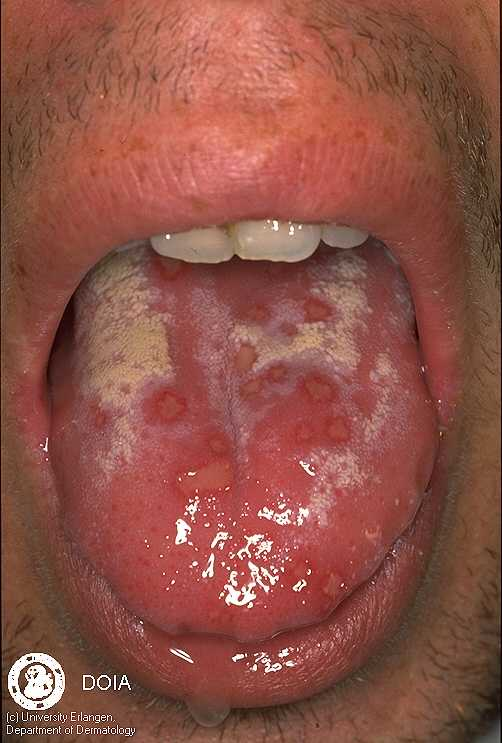 DOIA
(c) University Erlangen,
Department of Dermatology